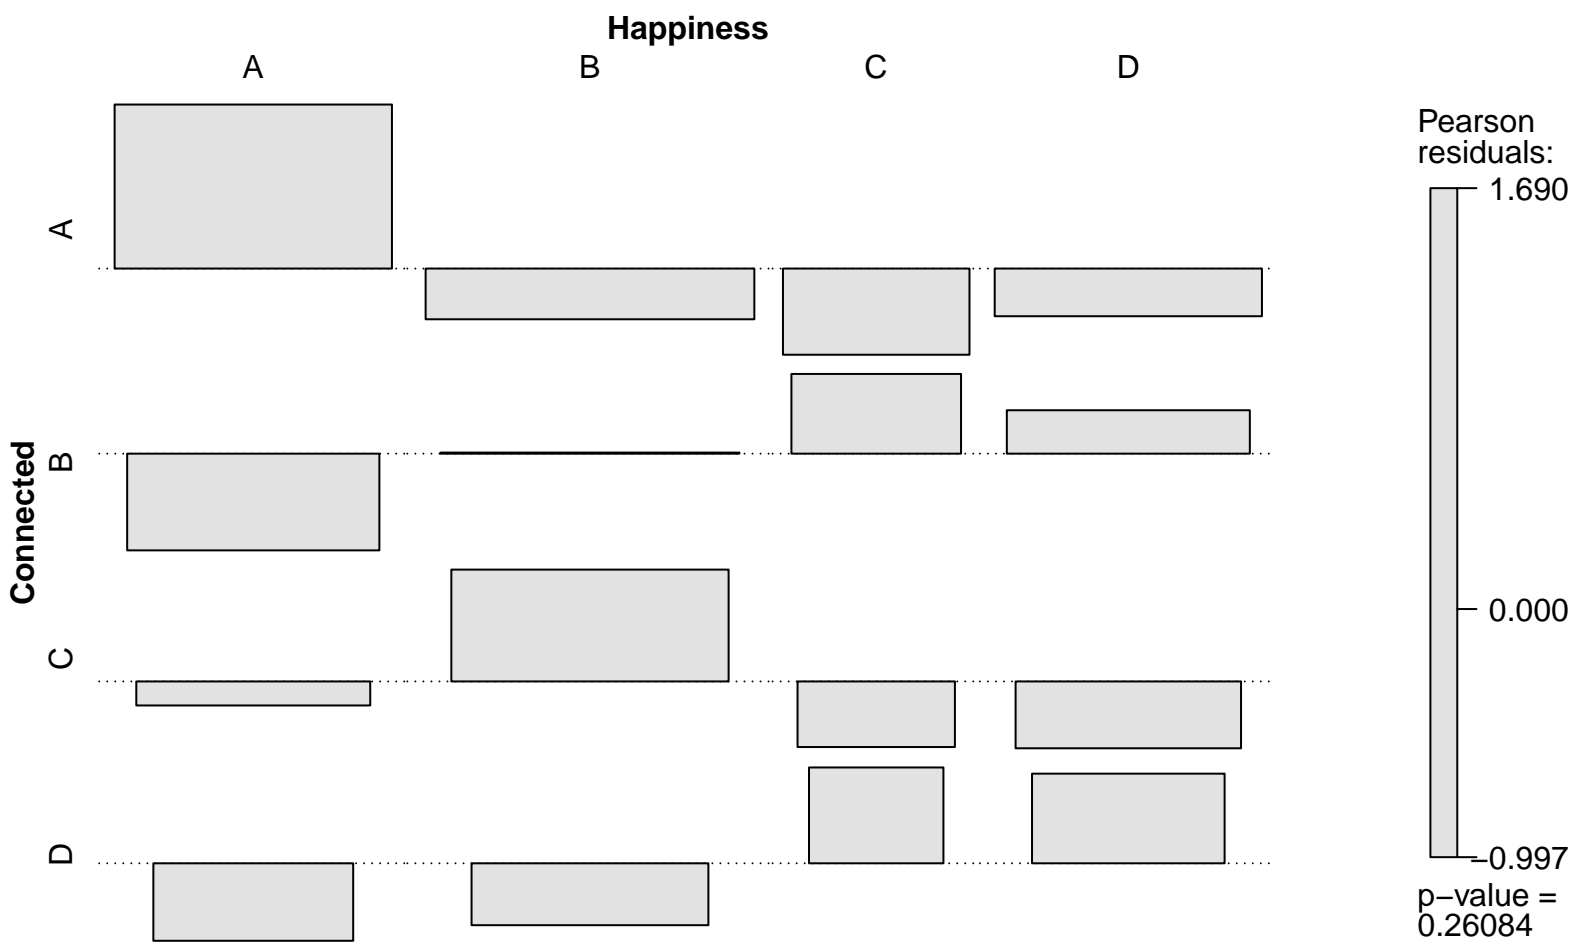 Happiness
A B C D
Pearson
residuals:
1.690
A
Connected
B
0.000
C
D
−0.997
p−value =
0.26084